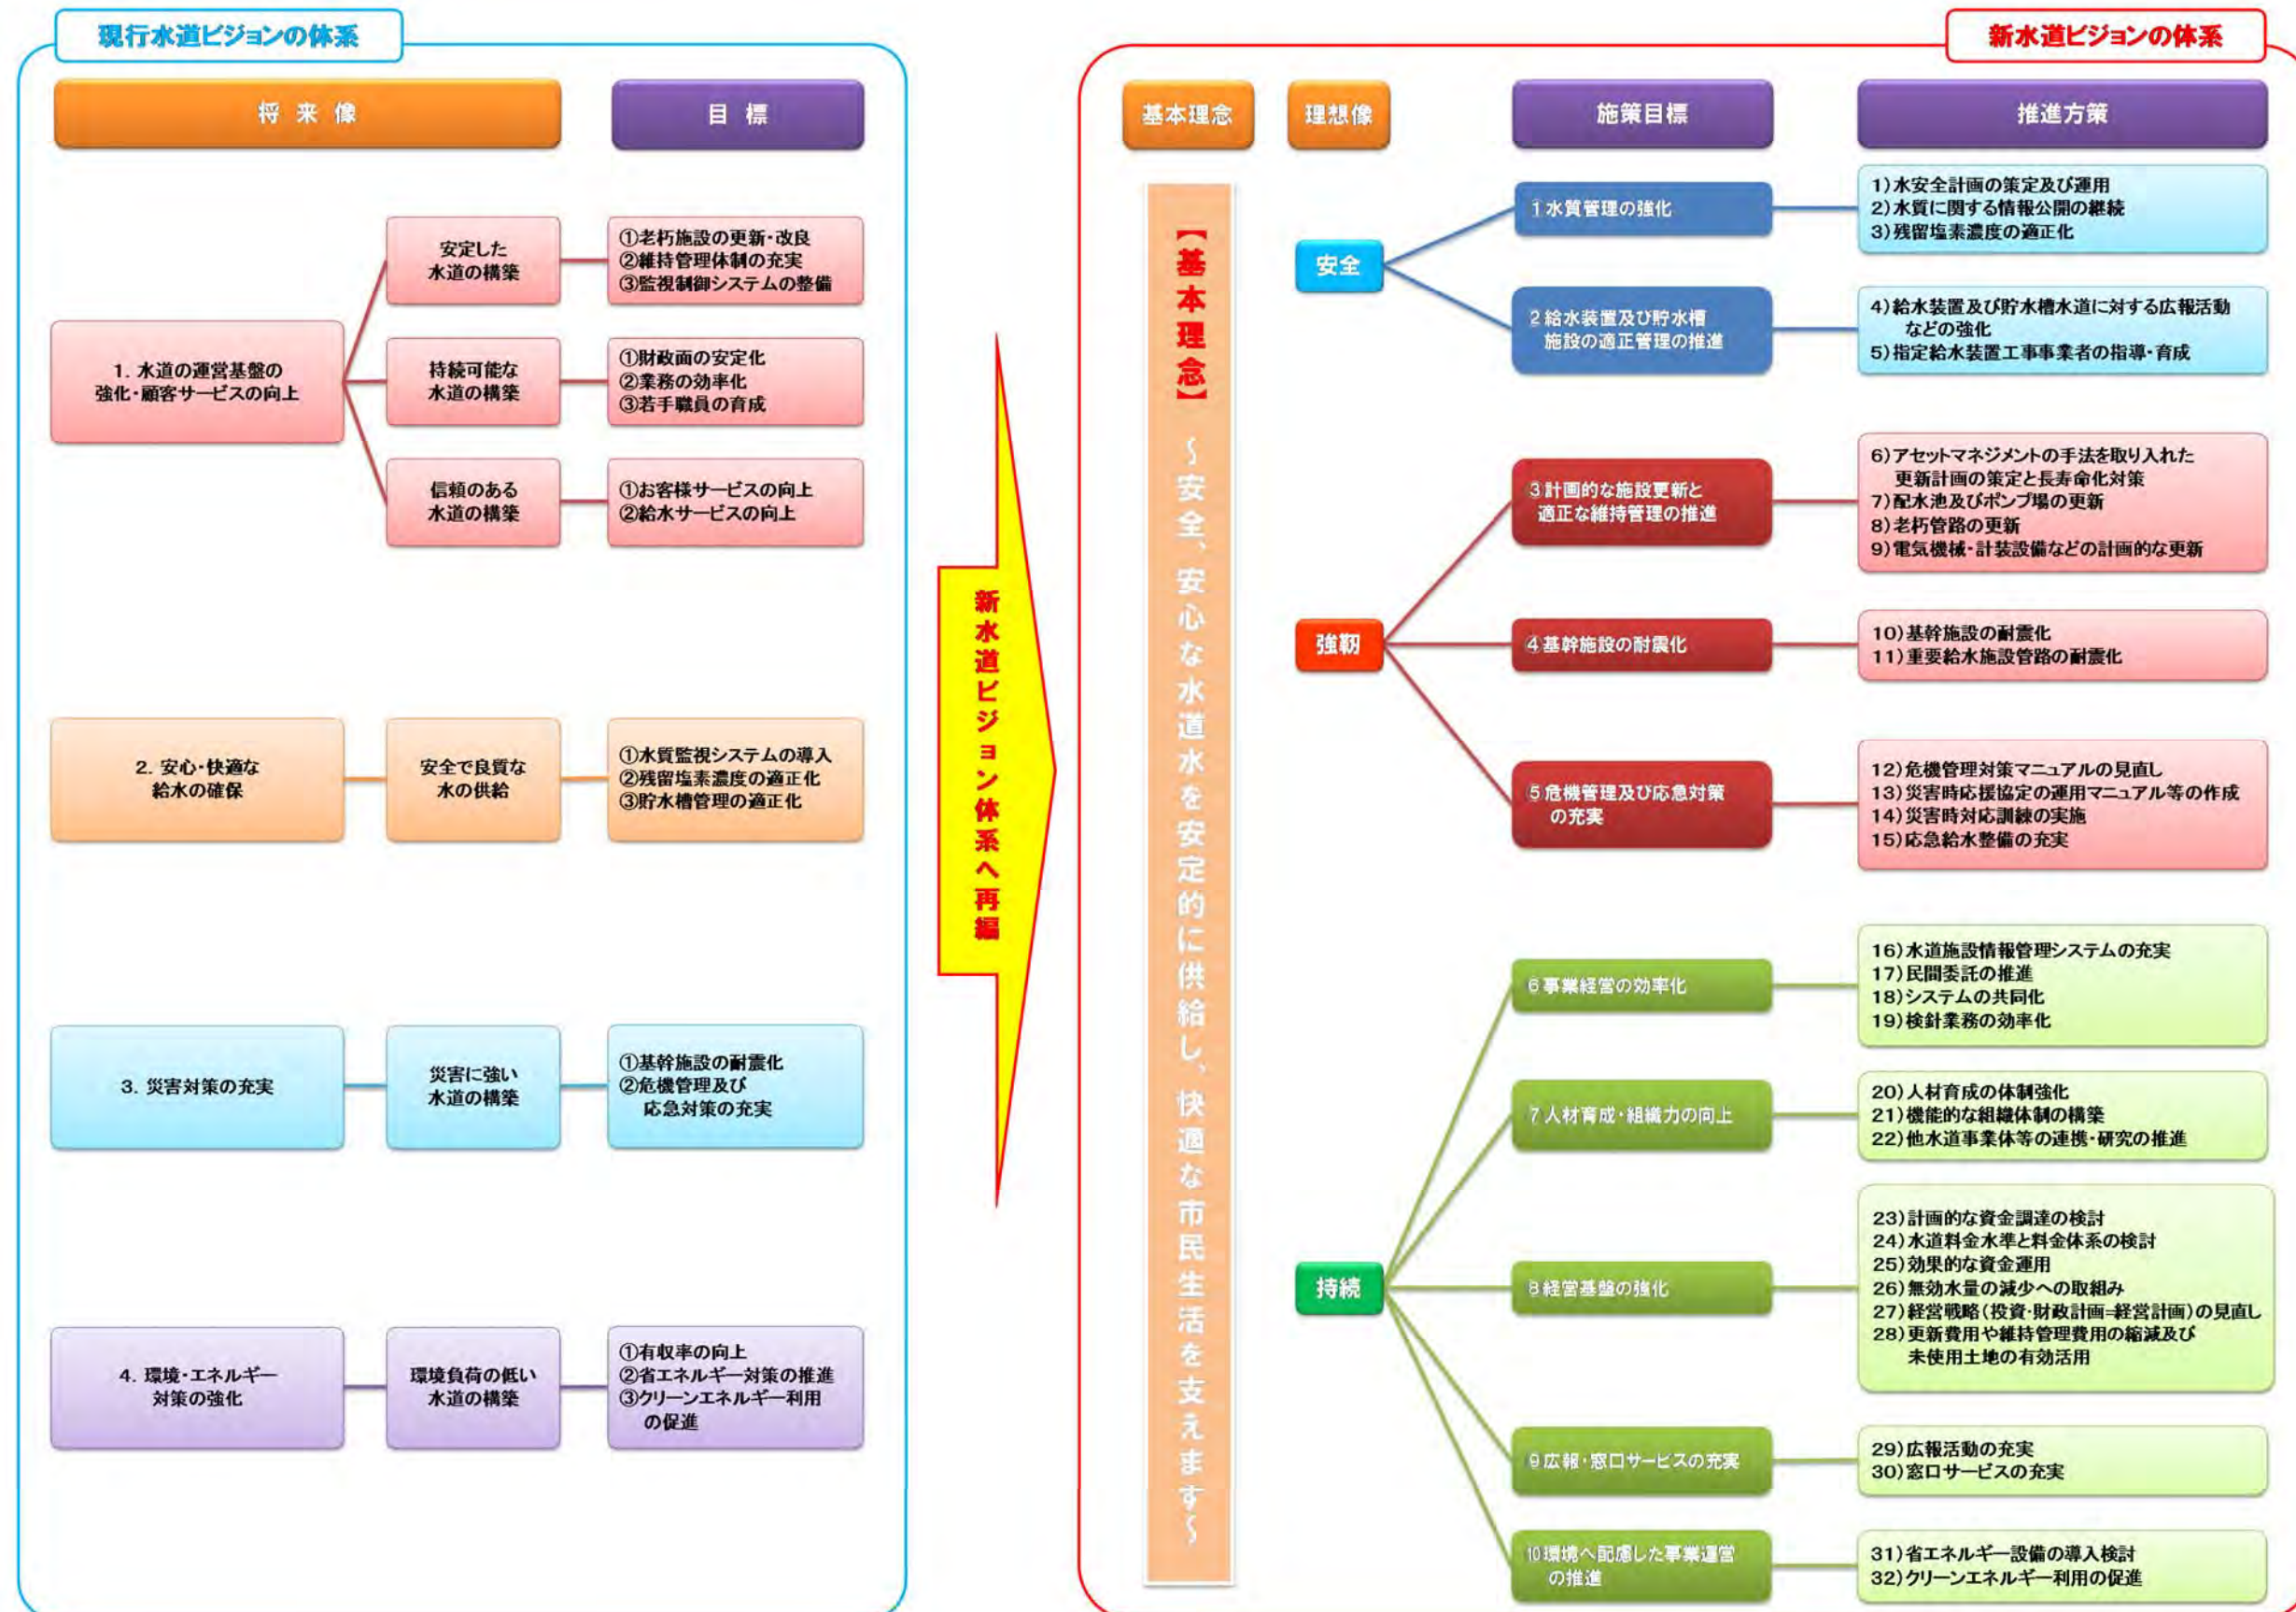 現行水道ビジョンの体系
将来像
目標
1. 水道の運営基盤の
強化・顧客サービスの向上
安定した
水道の構築
①老朽施設の更新・改良
②維持管理体制の充実
③監視制御システムの整備
持続可能な
水道の構築
①財政面の安定化
②業務の効率化
③若手職員の育成
信頼のある
水道の構築
①お客様サービスの向上
②給水サービスの向上
2. 安心・快適な
給水の確保
安全で良質な
水の供給
①水質監視システムの導入
②残留塩素濃度の適正化
③貯水槽管理の適正化
3. 災害対策の充実
災害に強い
水道の構築
①基幹施設の耐震化
②危機管理及び
応急対策の充実
4. 環境・エネルギー
対策の強化
環境負荷の低い
水道の構築
①有収率の向上
②省エネルギー対策の推進
③クリーンエネルギー利用
の促進
新水道ビジョン体系へ再編
新水道ビジョンの体系
基本理念
理想像
施策目標
推進方策
【基本理念】 ～安全、安心な水道水を安定的に供給し、快適な市民生活を支えます～
安全
①水質管理の強化
1)水安全計画の策定及び運用
2)水質に関する情報公開の継続
3)残留塩素濃度の適正化
2給水装置及び貯水槽
施設の適正管理の推進
4)給水装置及び貯水槽水道に対する広報活動
などの強化
5)指定給水装置工事事業者の指導・育成
強靭
③計画的な施設更新と
適正な維持管理の推進
6)アセットマネジメントの手法を取り入れた
更新計画の策定と長寿命化対策
7)配水池及びポンプ場の更新
8)老朽管路の更新
9)電気機械・計装設備などの計画的な更新
④基幹施設の耐震化
10)基幹施設の耐震化
11)重要給水施設管路の耐震化
⑤危機管理及び応急対策
の充実
12)危機管理対策マニュアルの見直し
13)災害時応援協定の運用マニュアル等の作成
14)災害時対応訓練の実施
15)応急給水整備の充実
持続
⑥事業経営の効率化
16)水道施設情報管理システムの充実
17)民間委託の推進
18)システムの共同化
19)検針業務の効率化
7人材育成・組織力の向上
20)人材育成の体制強化
21)機能的な組織体制の構築
22)他水道事業体等の連携・研究の推進
8経営基盤の強化
23)計画的な資金調達の検討
24)水道料金水準と料金体系の検討
25)効果的な資金運用
26)無効水量の減少への取組み
27)経営戦略(投資・財政計画=経営計画)の見直し
28)更新費用や維持管理費用の縮減及び
未使用土地の有効活用
9広報・窓口サービスの充実
29)広報活動の充実
30)窓口サービスの充実
10環境へ配慮した事業運営
の推進
31)省エネルギー設備の導入検討
32)クリーンエネルギー利用の促進